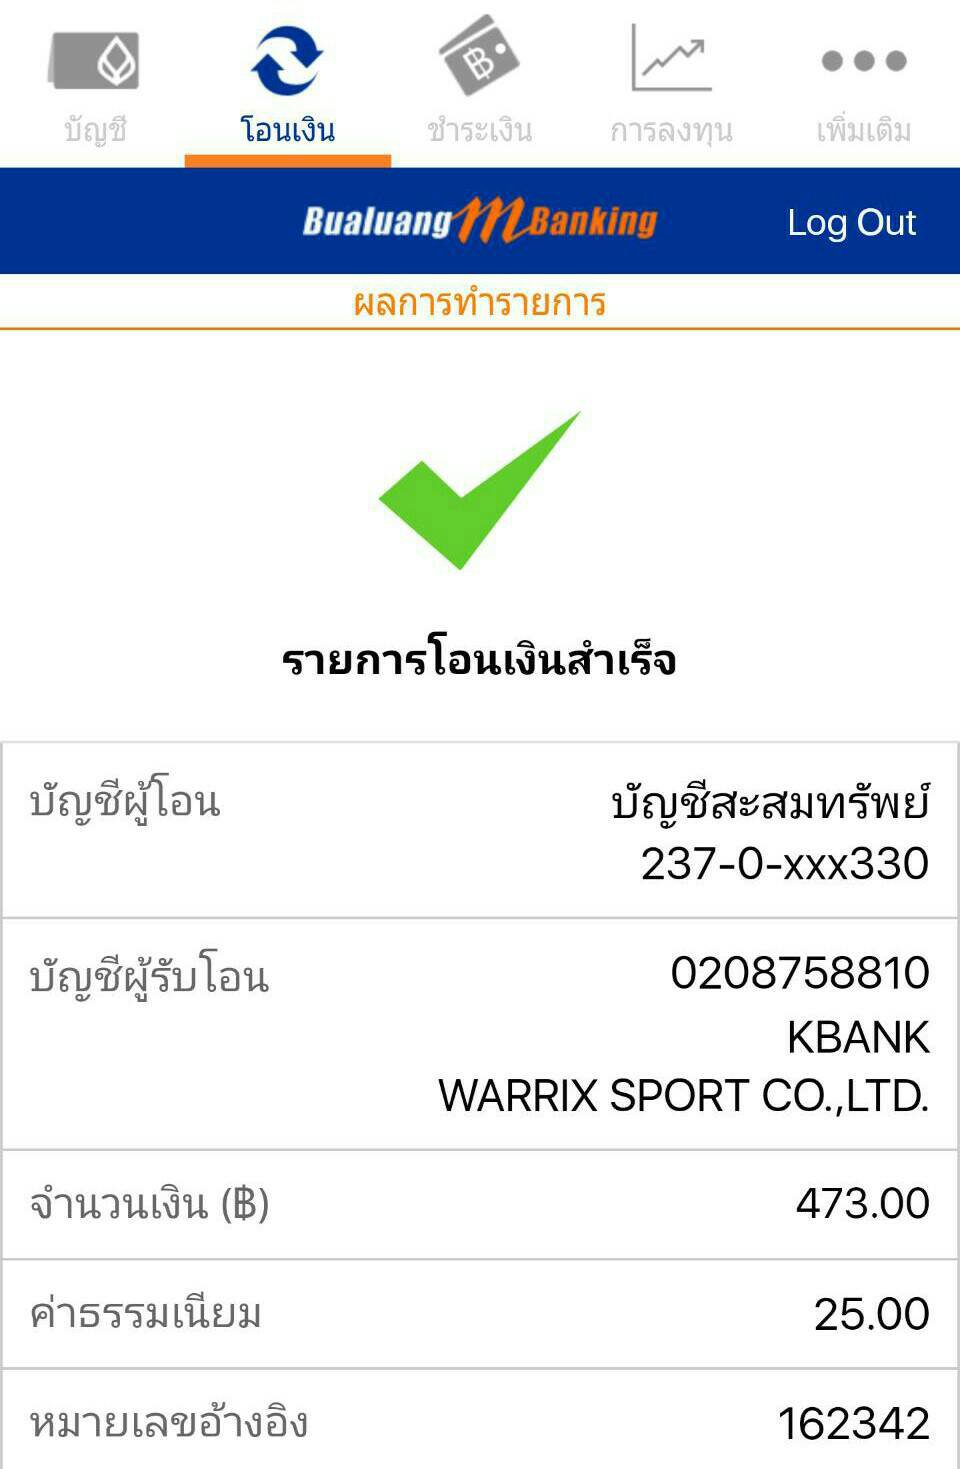 บัญชี
โอนเงิน
ชำระเงิน
การลงทุน
เพิ่มเติม
Bualuang mBanking
Log Out
ผลการทำรายการ
รายการโอนเงินสำเร็จ
บัญชีผู้โอน
บัญชีสะสมทรัพย์
237-0-xxx330
บัญชีผู้รับโอน
0208758810
KBANK
WARRIX SPORT CO.,LTD.
จำนวนเงิน (฿) 473.00
ค่าธรรมเนียม 25.00
หมายเลขอ้างอิง 162342